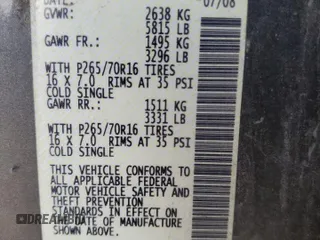 DATE: 07/08
GVWR: 2638 KG
5815 LB
GAWR FR.: 1495 KG
3296 LB
WITH P265/70R16 TIRES
16 X 7.0 RIMS AT 35 PSI
COLD SINGLE
GAWR RR.: 1511 KG
3331 LB
WITH P265/70R16 TIRES
16 X 7.0 RIMS AT 35 PSI
COLD SINGLE
THIS VEHICLE CONFORMS TO
ALL APPLICABLE FEDERAL
MOTOR VEHICLE SAFETY AND
THEFT PREVENTION
STANDARDS IN EFFECT ON
THE DATE OF MANUFACTURE
SHOWN ABOVE